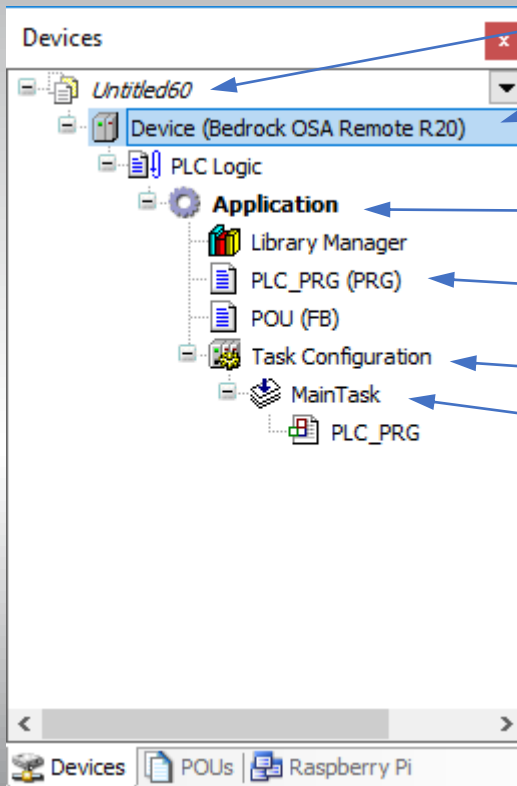 Devices
x
Untitled60
Device (Bedrock OSA Remote R20)
PLC Logic
Application
Library Manager
PLC_PRG (PRG)
POU (FB)
Task Configuration
MainTask
PLC_PRG
Devices POUs Raspberry Pi